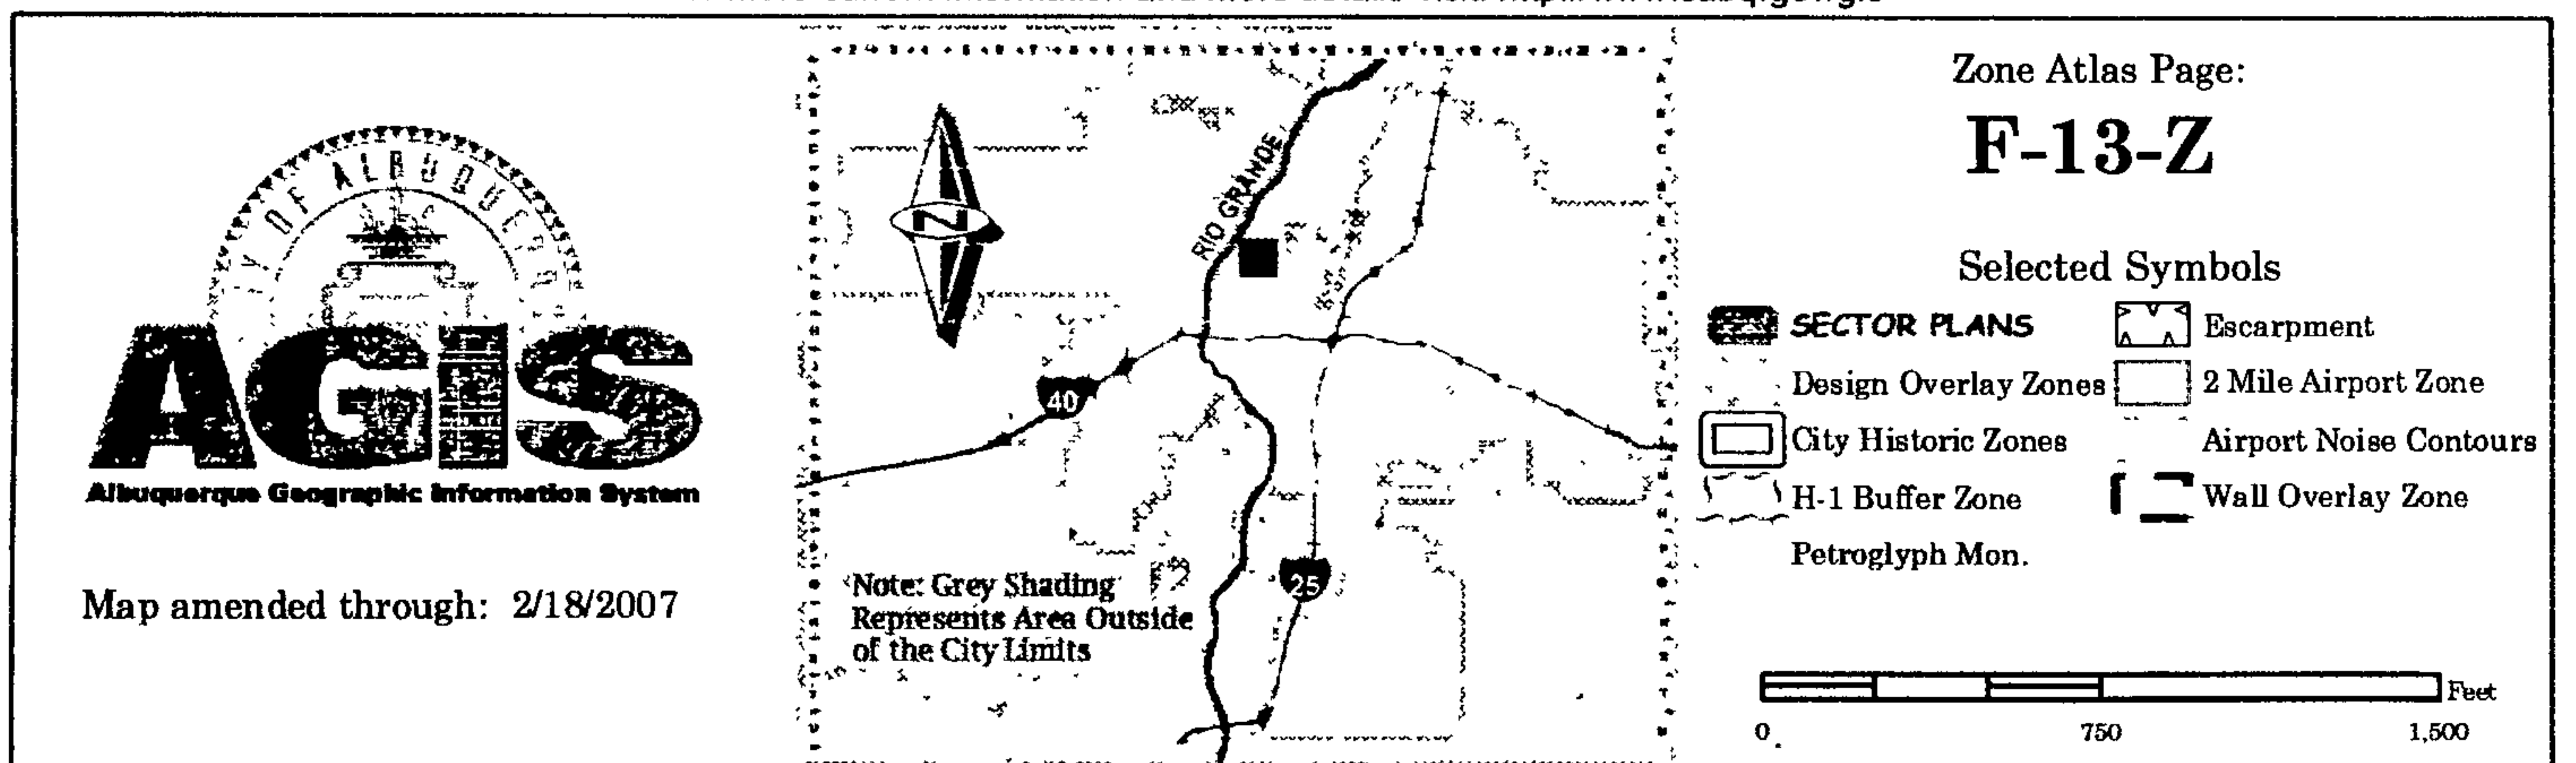 Y OF ALBUQUERQ
AGIS
Albuquerque Geographic Information System
Map amended through: 2/18/2007
N
RIO GRANDE
40
25
Note: Grey Shading
Represents Area Outside
of the City Limits
Zone Atlas Page:
F-13-Z
Selected Symbols
SECTOR PLANS
Escarpment
Design Overlay Zones
2 Mile Airport Zone
City Historic Zones
Airport Noise Contours
H-1 Buffer Zone
Wall Overlay Zone
Petroglyph Mon.
Feet
0 750 1,500